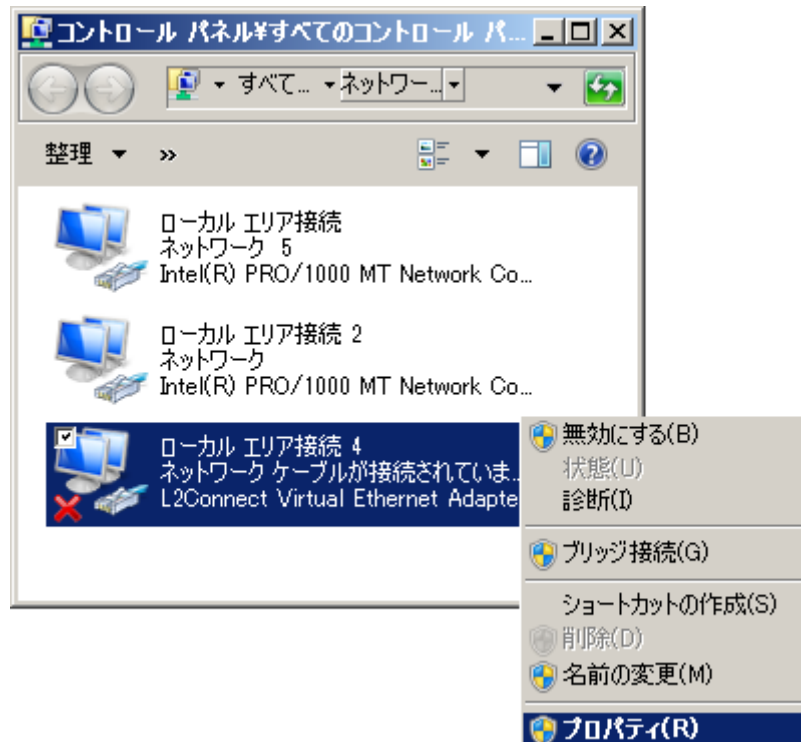 コントロール パネル¥すべてのコントロール パ...
すべて... ネットワー...
整理 »
ローカル エリア接続
ネットワーク 5
Intel(R) PRO/1000 MT Network Co...
ローカル エリア接続 2
ネットワーク
Intel(R) PRO/1000 MT Network Co...
ローカル エリア接続 4
ネットワーク ケーブルが接続されていま...
L2Connect Virtual Ethernet Adapte
無効にする(B)
状態(U)
診断(I)
ブリッジ接続(G)
ショートカットの作成(S)
削除(D)
名前の変更(M)
プロパティ(R)